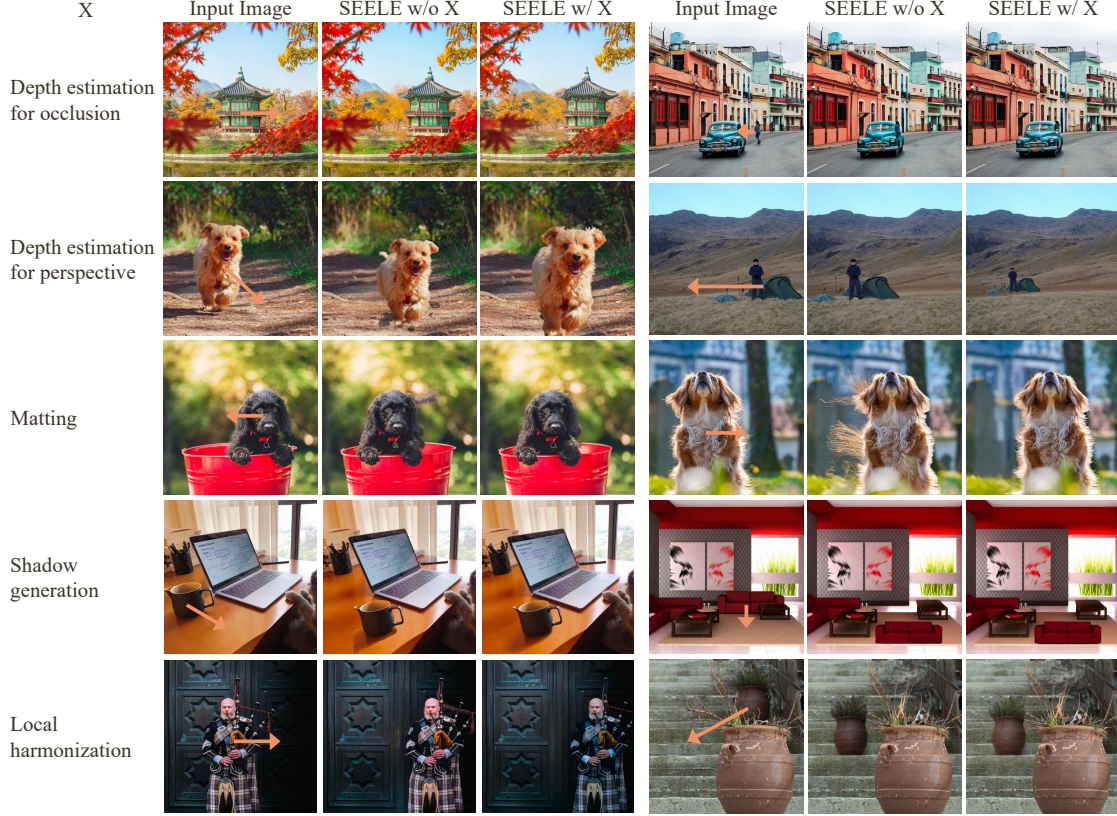 X Input Image SEELE w/o X SEELE w/ X Input Image SEELE w/o X SEELE w/ X
Depth estimation
for occlusion
Depth estimation
for perspective
Matting
Shadow
generation
Local
harmonization